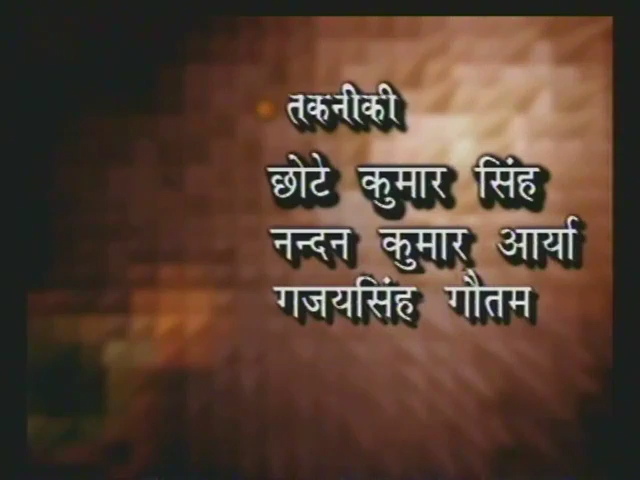 तकनीकी
छोटे कुमार सिंह
नन्दन कुमार आर्या
गजयसिंह गौतम